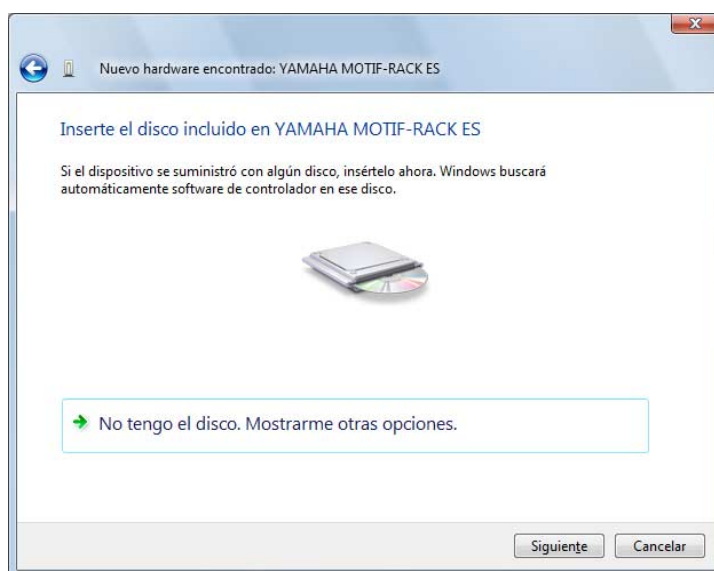 Nuevo hardware encontrado: YAMAHA MOTIF-RACK ES
Inserte el disco incluido en YAMAHA MOTIF-RACK ES
Si el dispositivo se suministró con algún disco, insértelo ahora. Windows buscará
automáticamente software de controlador en ese disco.
No tengo el disco. Mostrarme otras opciones.
Siguiente
Cancelar